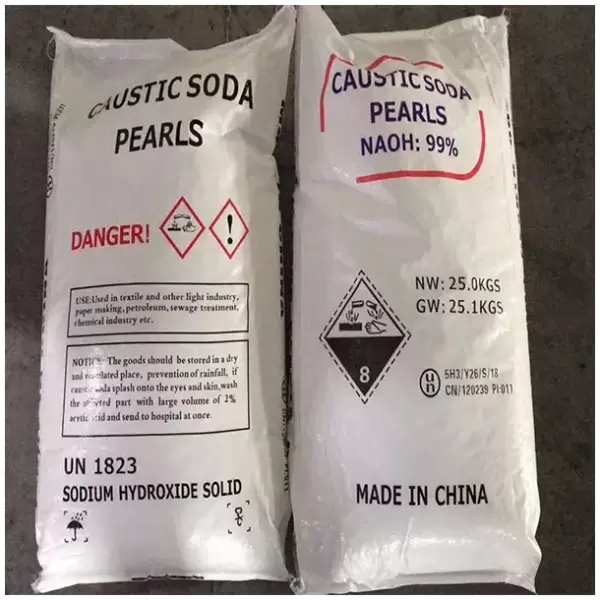 CAUSTIC SODA
PEARLS
DANGER!
USE:Used in textile and other light industry,
paper making, petroleum, sewage treatment,
chemical industry etc.
NOTICE: The goods should be stored in a dry
and ventilated place, prevention of rainfall, if
caustic soda splash onto the eyes and skin,wash
the affected part with large volume of 2%
acetic acid and send to hospital at once.
UN 1823
SODIUM HYDROXIDE SOLID
CAUSTIC SODA
PEARLS
NAOH: 99%
NW: 25.0KGS
GW: 25.1KGS
8
un
5H3/Y26/S/18
CN/120239 PI:011
MADE IN CHINA